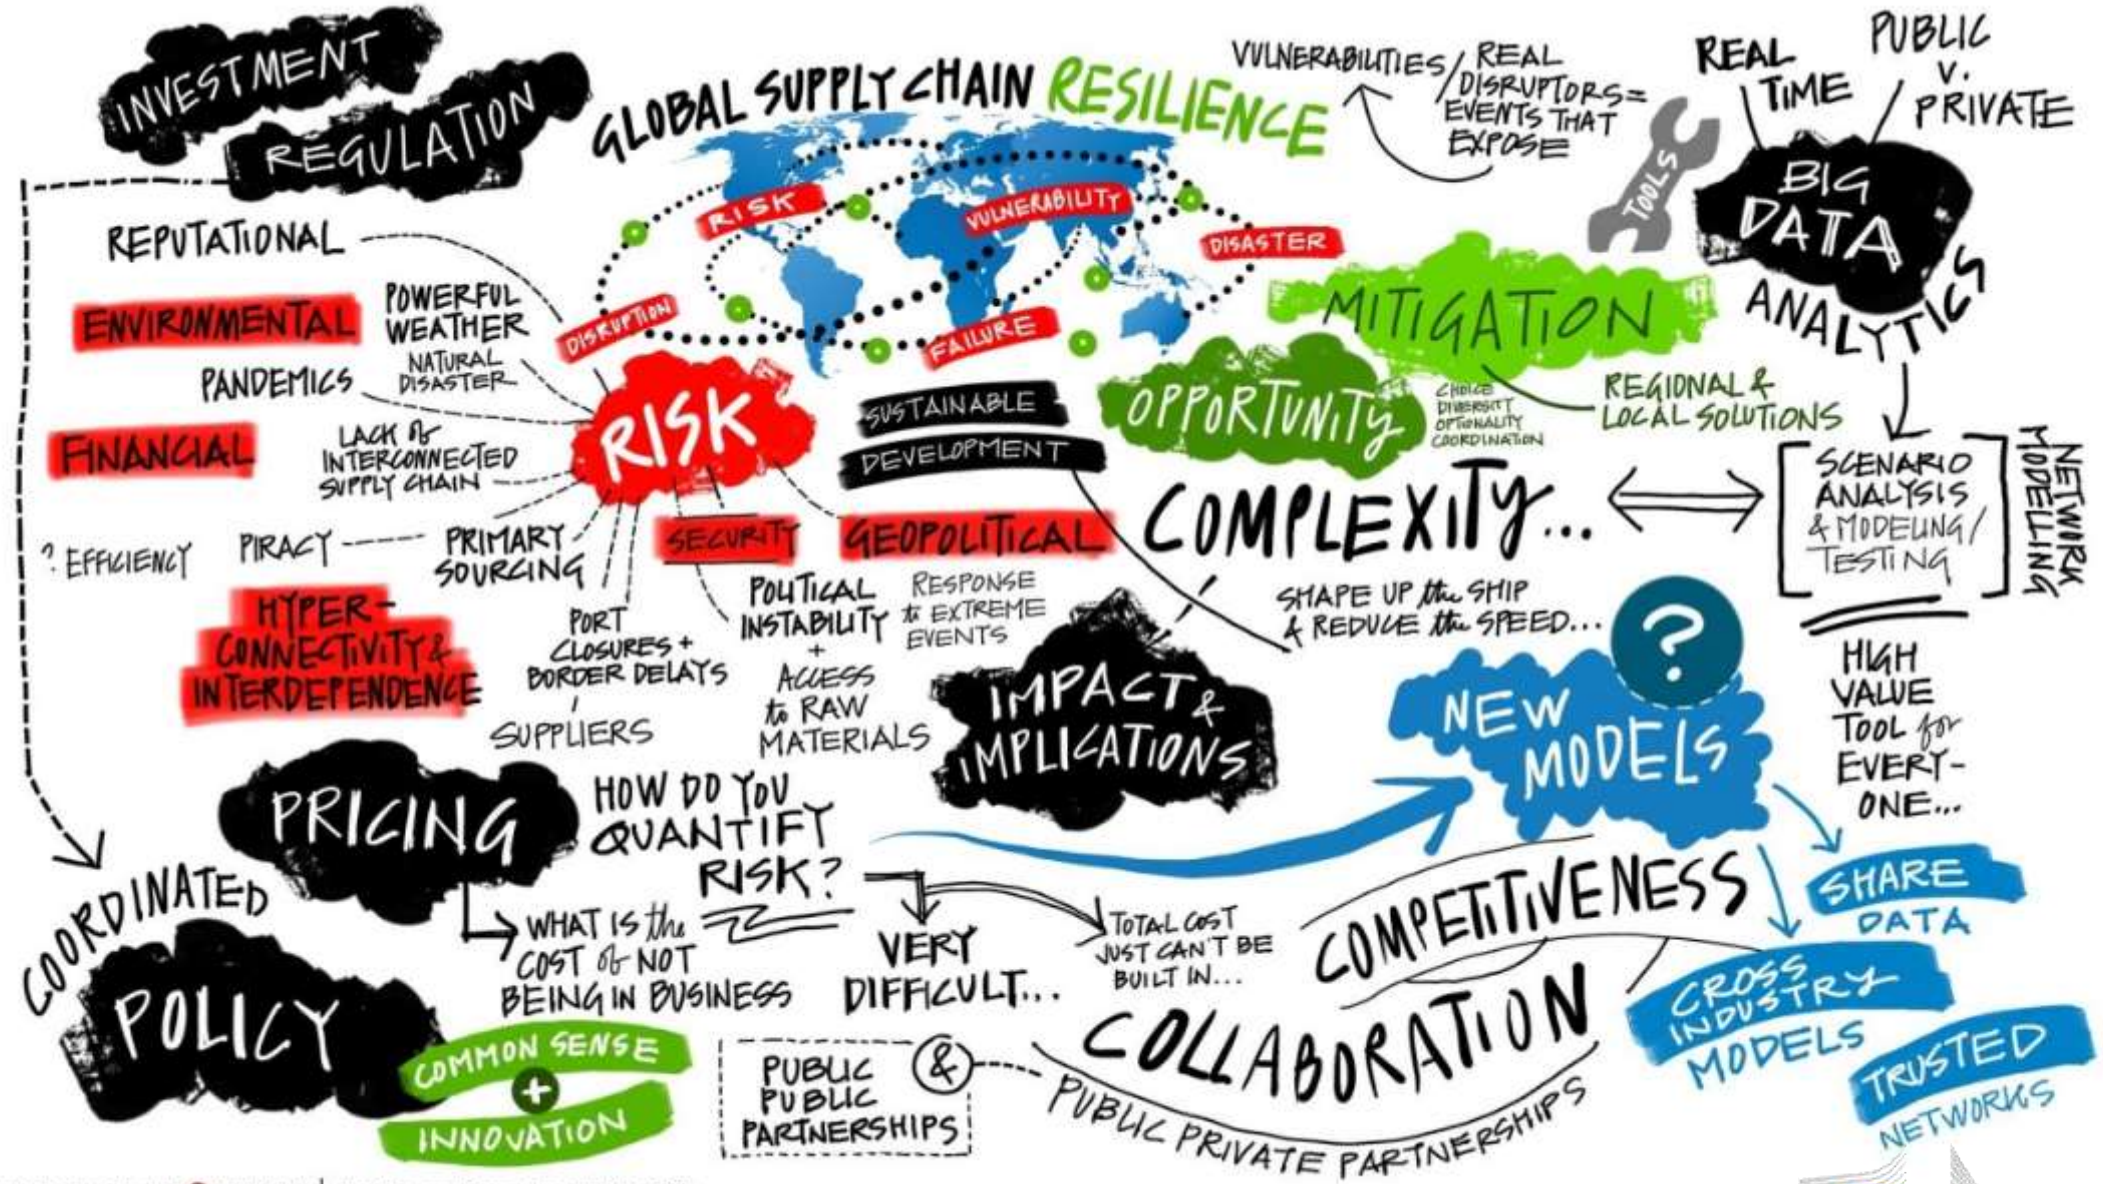 INVESTMENT
REGULATION
GLOBAL SUPPLY CHAIN RESILIENCE
VULNERABILITIES/
REAL
DISRUPTORS=
EVENTS THAT
EXPOSE
REAL
TIME
PUBLIC
V.
PRIVATE
TOOLS
BIG
DATA
ANALYTICS
RISK
VULNERABILITY
DISASTER
DISRUPTION
FAILURE
REPUTATIONAL
ENVIRONMENTAL
POWERFUL
WEATHER
NATURAL
DISASTER
PANDEMICS
FINANCIAL
LACK OF
INTERCONNECTED
SUPPLY CHAIN
RISK
SUSTAINABLE
DEVELOPMENT
MITIGATION
OPPORTUNITY
CHOICE
DIVERSITY
OPTIONALITY
COORDINATION
REGIONAL &
LOCAL SOLUTIONS
? EFFICIENCY
PIRACY
PRIMARY
SOURCING
SECURITY
GEOPOLITICAL
COMPLEXITY...
SCENARIO
ANALYSIS
& MODELING/
TESTING
NETWORK
MODELLING
HYPER-
CONNECTIVITY &
INTERDEPENDENCE
PORT
CLOSURES +
BORDER DELAYS
SUPPLIERS
POLITICAL
INSTABILITY
+
ACCESS
to RAW
MATERIALS
RESPONSE
to EXTREME
EVENTS
SHAPE UP the SHIP
& REDUCE the SPEED...
IMPACT &
IMPLICATIONS
?
NEW
MODELS
HIGH
VALUE
TOOL for
EVERY-
ONE...
PRICING
HOW DO YOU
QUANTIFY
RISK?
WHAT IS the
COST OF NOT
BEING IN BUSINESS
VERY
DIFFICULT...
TOTAL COST
JUST CAN'T BE
BUILT IN...
COMPETITIVENESS
COLLABORATION
SHARE
DATA
CROSS
INDUSTRY
MODELS
TRUSTED
NETWORKS
COORDINATED
POLICY
COMMON SENSE
+
INNOVATION
PUBLIC
PUBLIC
PARTNERSHIPS
&
PUBLIC PRIVATE PARTNERSHIPS